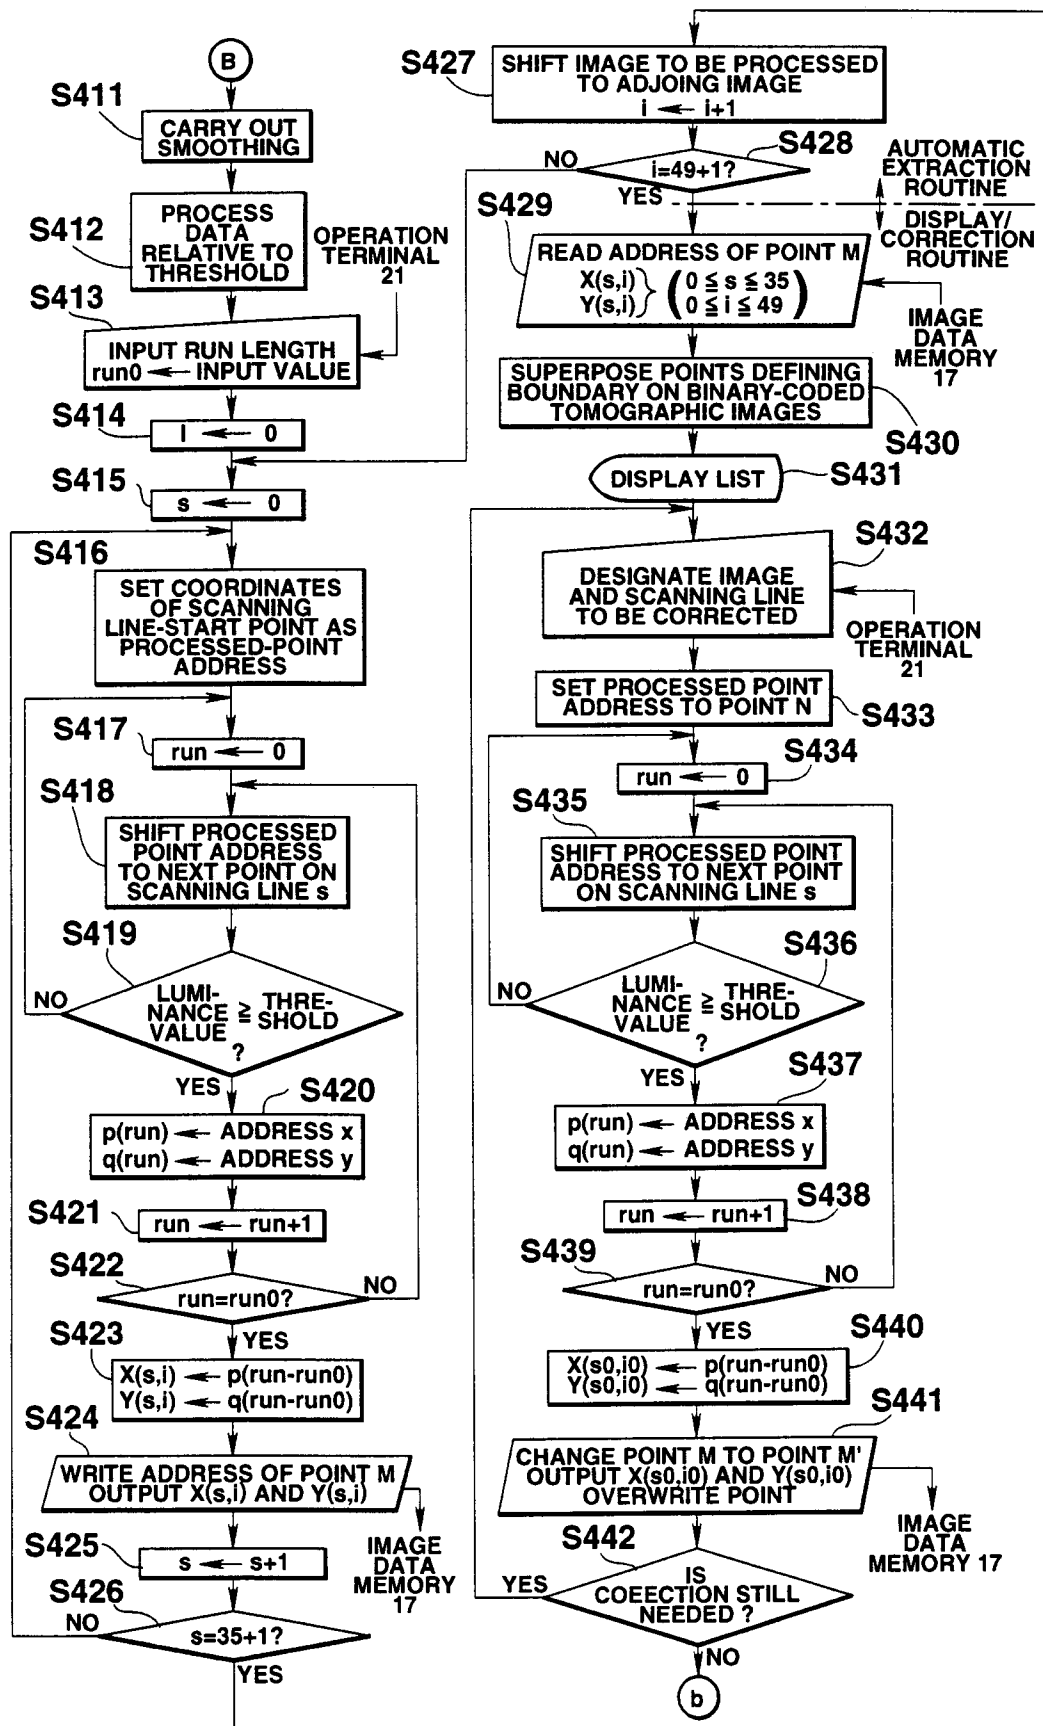 B
S411
CARRY OUT
SMOOTHING
S412
PROCESS
DATA
RELATIVE TO
THRESHOLD
OPERATION
TERMINAL
21
S413
INPUT RUN LENGTH
run0 ← INPUT VALUE
S414
i ← 0
S415
s ← 0
S416
SET COORDINATES
OF SCANNING
LINE-START POINT AS
PROCESSED-POINT
ADDRESS
S417
run ← 0
S418
SHIFT PROCESSED
POINT ADDRESS
TO NEXT POINT ON
SCANNING LINE s
S419
NO
LUMI-
NANCE
VALUE
≧
THRE-
SHOLD
?
YES
S420
p(run) ← ADDRESS x
q(run) ← ADDRESS y
S421
run ← run+1
S422
run=run0?
NO
YES
S423
X(s,i) ← p(run-run0)
Y(s,i) ← q(run-run0)
S424
WRITE ADDRESS OF POINT M
OUTPUT X(s,i) AND Y(s,i)
IMAGE
DATA
MEMORY
17
S425
s ← s+1
S426
NO
s=35+1?
YES
S427
SHIFT IMAGE TO BE PROCESSED
TO ADJOING IMAGE
i ← i+1
S428
NO
i=49+1?
YES
AUTOMATIC
EXTRACTION
ROUTINE
DISPLAY/
CORRECTION
ROUTINE
S429
READ ADDRESS OF POINT M
X(s,i) } ( 0 ≦ s ≦ 35 )
Y(s,i) } ( 0 ≦ i ≦ 49 )
IMAGE
DATA
MEMORY
17
SUPERPOSE POINTS DEFINING
BOUNDARY ON BINARY-CODED
TOMOGRAPHIC IMAGES
S430
DISPLAY LIST
S431
S432
DESIGNATE IMAGE
AND SCANNING LINE
TO BE CORRECTED
OPERATION
TERMINAL
21
SET PROCESSED POINT
ADDRESS TO POINT N
S433
run ← 0
S434
S435
SHIFT PROCESSED POINT
ADDRESS TO NEXT POINT
ON SCANNING LINE s
S436
NO
LUMI-
NANCE
VALUE
≧
THRE-
SHOLD
?
YES
S437
p(run) ← ADDRESS x
q(run) ← ADDRESS y
S438
run ← run+1
S439
run=run0?
NO
YES
S440
X(s0,i0) ← p(run-run0)
Y(s0,i0) ← q(run-run0)
S441
CHANGE POINT M TO POINT M'
OUTPUT X(s0,i0) AND Y(s0,i0)
OVERWRITE POINT
IMAGE
DATA
MEMORY 17
S442
YES
IS
COEECTION STILL
NEEDED ?
NO
b